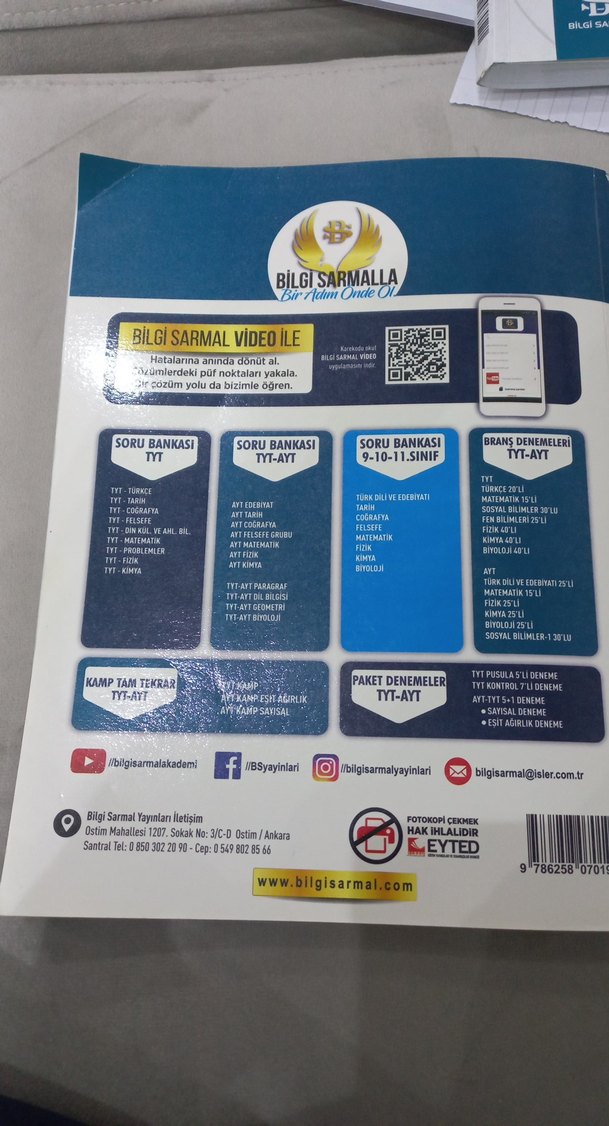 BİLGİ SA
BİLGİ SARMALLA
Bir Adım Önde Ol
BİLGİ SARMAL VİDEO İLE
Hatalarına anında dönüt al.
Çözümlerdeki püf noktaları yakala.
Bir çözüm yolu da bizimle öğren.
Karekodu okut
BİLGİ SARMAL VİDEO
uygulamasını indir.
SORU BANKASI
TYT
TYT - TÜRKÇE
TYT - TARİH
TYT - COĞRAFYA
TYT - FELSEFE
TYT - DİN KÜL. VE AHL. BİL.
TYT - MATEMATİK
TYT - PROBLEMLER
TYT - FİZİK
TYT - KİMYA
SORU BANKASI
TYT-AYT
AYT EDEBİYAT
AYT TARİH
AYT COĞRAFYA
AYT FELSEFE GRUBU
AYT MATEMATİK
AYT FİZİK
AYT KİMYA
TYT-AYT PARAGRAF
TYT-AYT DİL BİLGİSİ
TYT-AYT GEOMETRİ
TYT-AYT BİYOLOJİ
SORU BANKASI
9-10-11.SINIF
TÜRK DİLİ VE EDEBİYATI
TARİH
COĞRAFYA
FELSEFE
MATEMATİK
FİZİK
KİMYA
BİYOLOJİ
BRANŞ DENEMELERİ
TYT-AYT
TYT
TÜRKÇE 20'Lİ
MATEMATİK 15'Lİ
SOSYAL BİLİMLER 30'LU
FEN BİLİMLERİ 25'Lİ
FİZİK 40'LI
KİMYA 40'LI
BİYOLOJİ 40'LI
AYT
TÜRK DİLİ VE EDEBİYATI 25'Lİ
MATEMATİK 15'Lİ
FİZİK 25'Lİ
KİMYA 25'Lİ
BİYOLOJİ 25'Lİ
SOSYAL BİLİMLER-1 30'LU
KAMP TAM TEKRAR
TYT-AYT
TYT KAMP
AYT KAMP EŞİT AĞIRLIK
AYT KAMP SAYISAL
PAKET DENEMELER
TYT-AYT
TYT PUSULA 5'Lİ DENEME
TYT KONTROL 7'Lİ DENEME
AYT-TYT 5+1 DENEME
• SAYISAL DENEME
• EŞİT AĞIRLIK DENEME
//bilgisarmalakademi
//BSyayinlari
//bilgisarmalyayinlari
bilgisarmal@isler.com.tr
Bilgi Sarmal Yayınları İletişim
Ostim Mahallesi 1207. Sokak No: 3/C-D Ostim / Ankara
Santral Tel: 0 850 302 20 90 - Cep: 0 549 802 85 66
FOTOKOPİ ÇEKMEK
HAK İHLALİDİR
EYTED
www.bilgisarmal.com
9 786258 07019